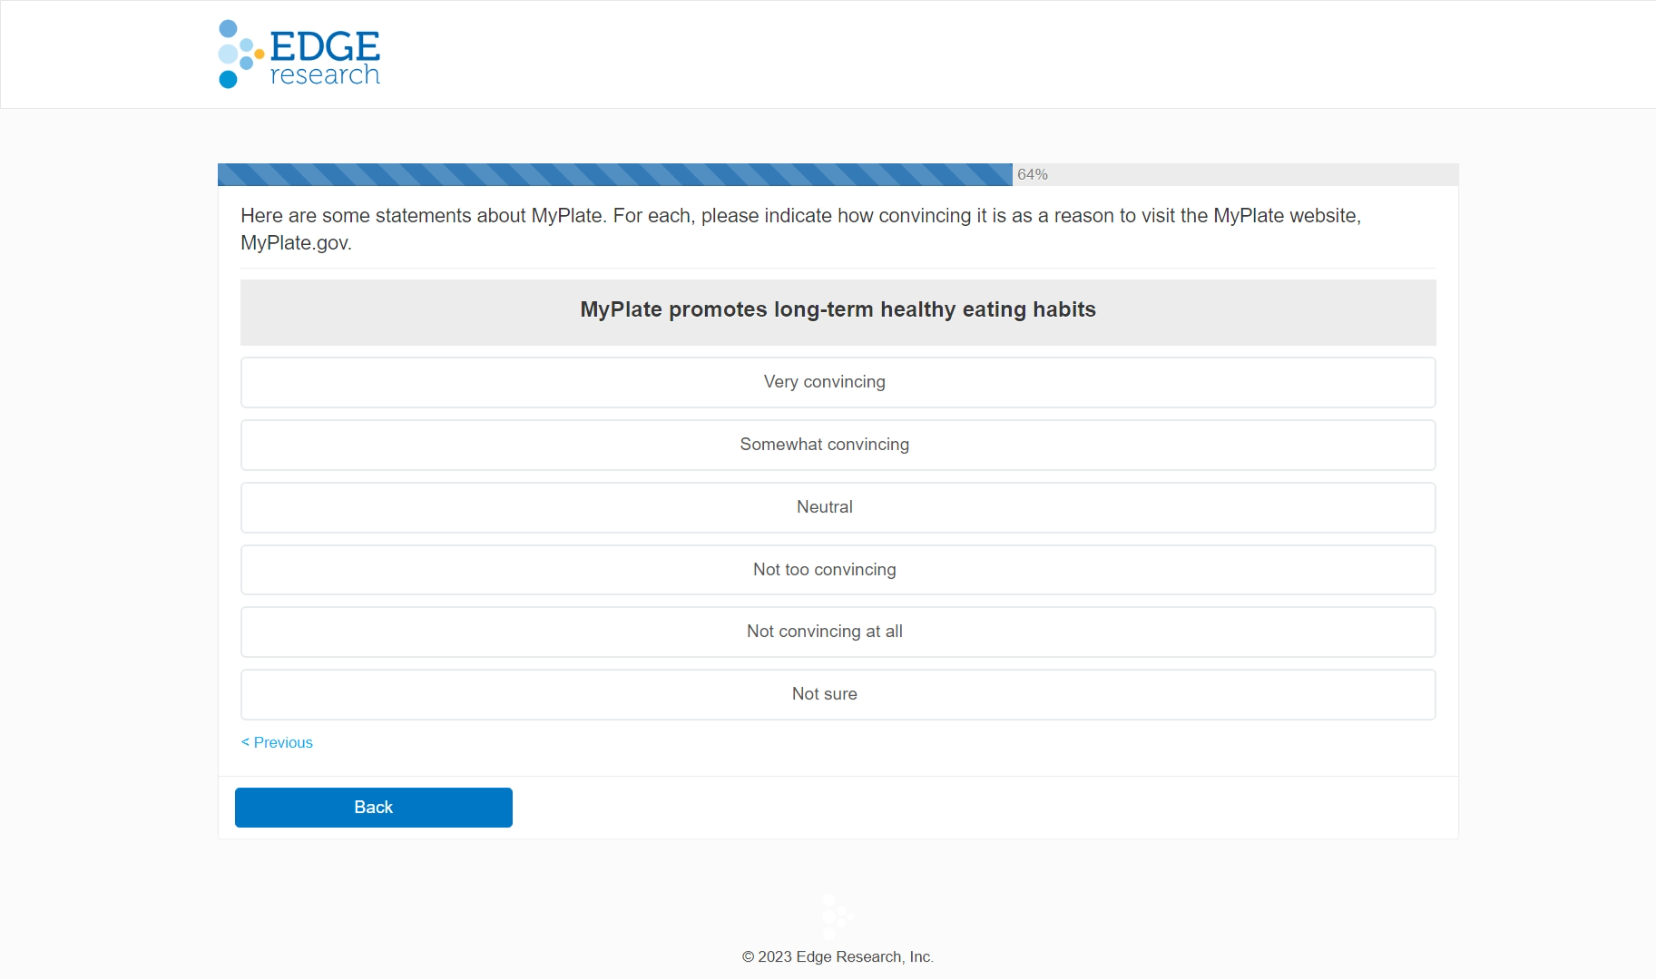 EDGE
research
64%
Here are some statements about MyPlate. For each, please indicate how convincing it is as a reason to visit the MyPlate website,
MyPlate.gov.
MyPlate promotes long-term healthy eating habits
Very convincing
Somewhat convincing
Neutral
Not too convincing
Not convincing at all
Not sure
< Previous
Back
© 2023 Edge Research, Inc.